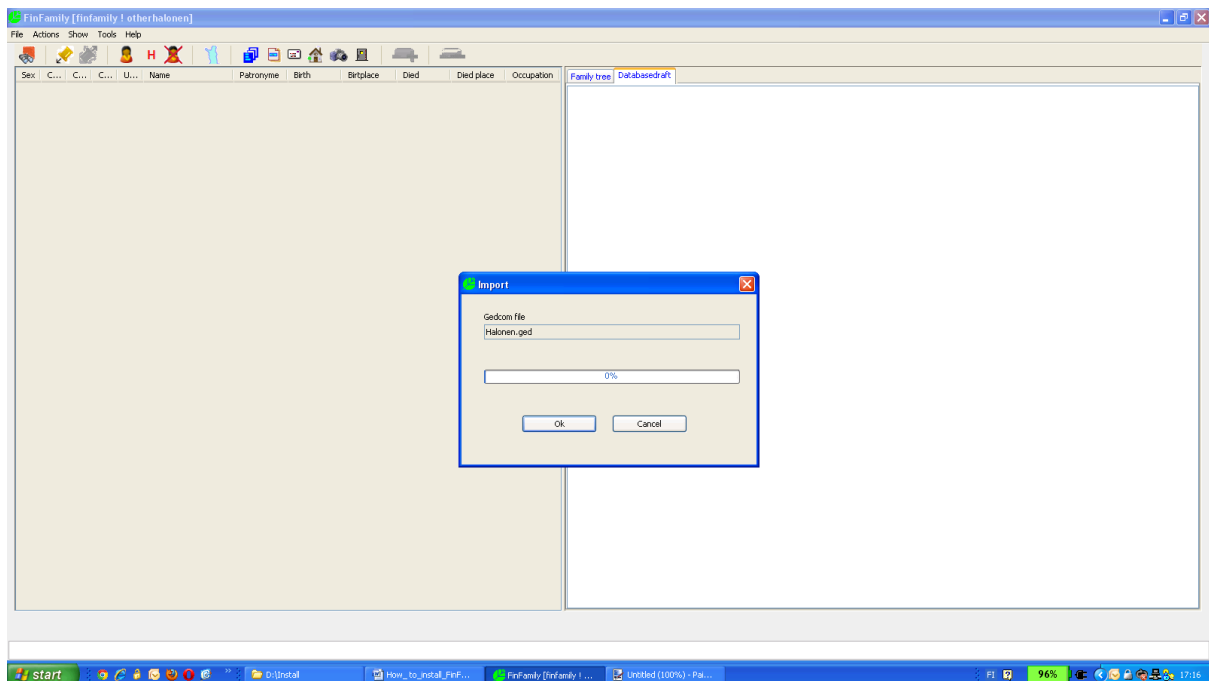 FinFamily [finfamily ! otherhalonen]
File Actions Show Tools Help
H
Sex C... C... C... U... Name Patronyme Birth Birtplace Died Died place Occupation
Family tree Databasedraft
Import
Gedcom file
Halonen.ged
0%
Ok Cancel
start D:\Install How_to_install_FinF... FinFamily [finfamily ! ... Untitled (100%) - Pai... FI 96% 17:16